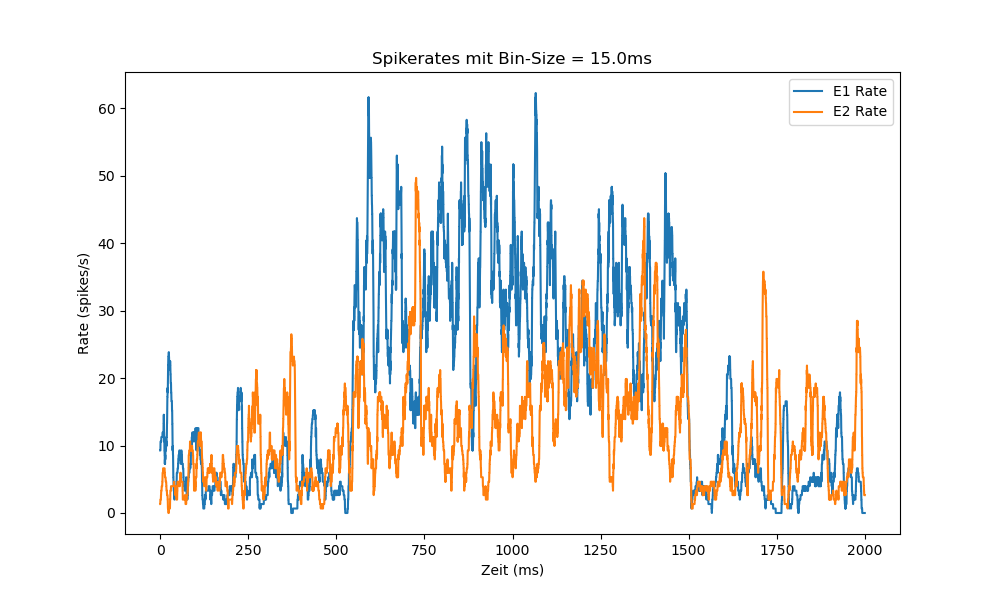 Spikerates mit Bin-Size = 15.0ms
E1 Rate
E2 Rate
Rate (spikes/s)
60
50
40
30
20
10
0
0 250 500 750 1000 1250 1500 1750 2000
Zeit (ms)